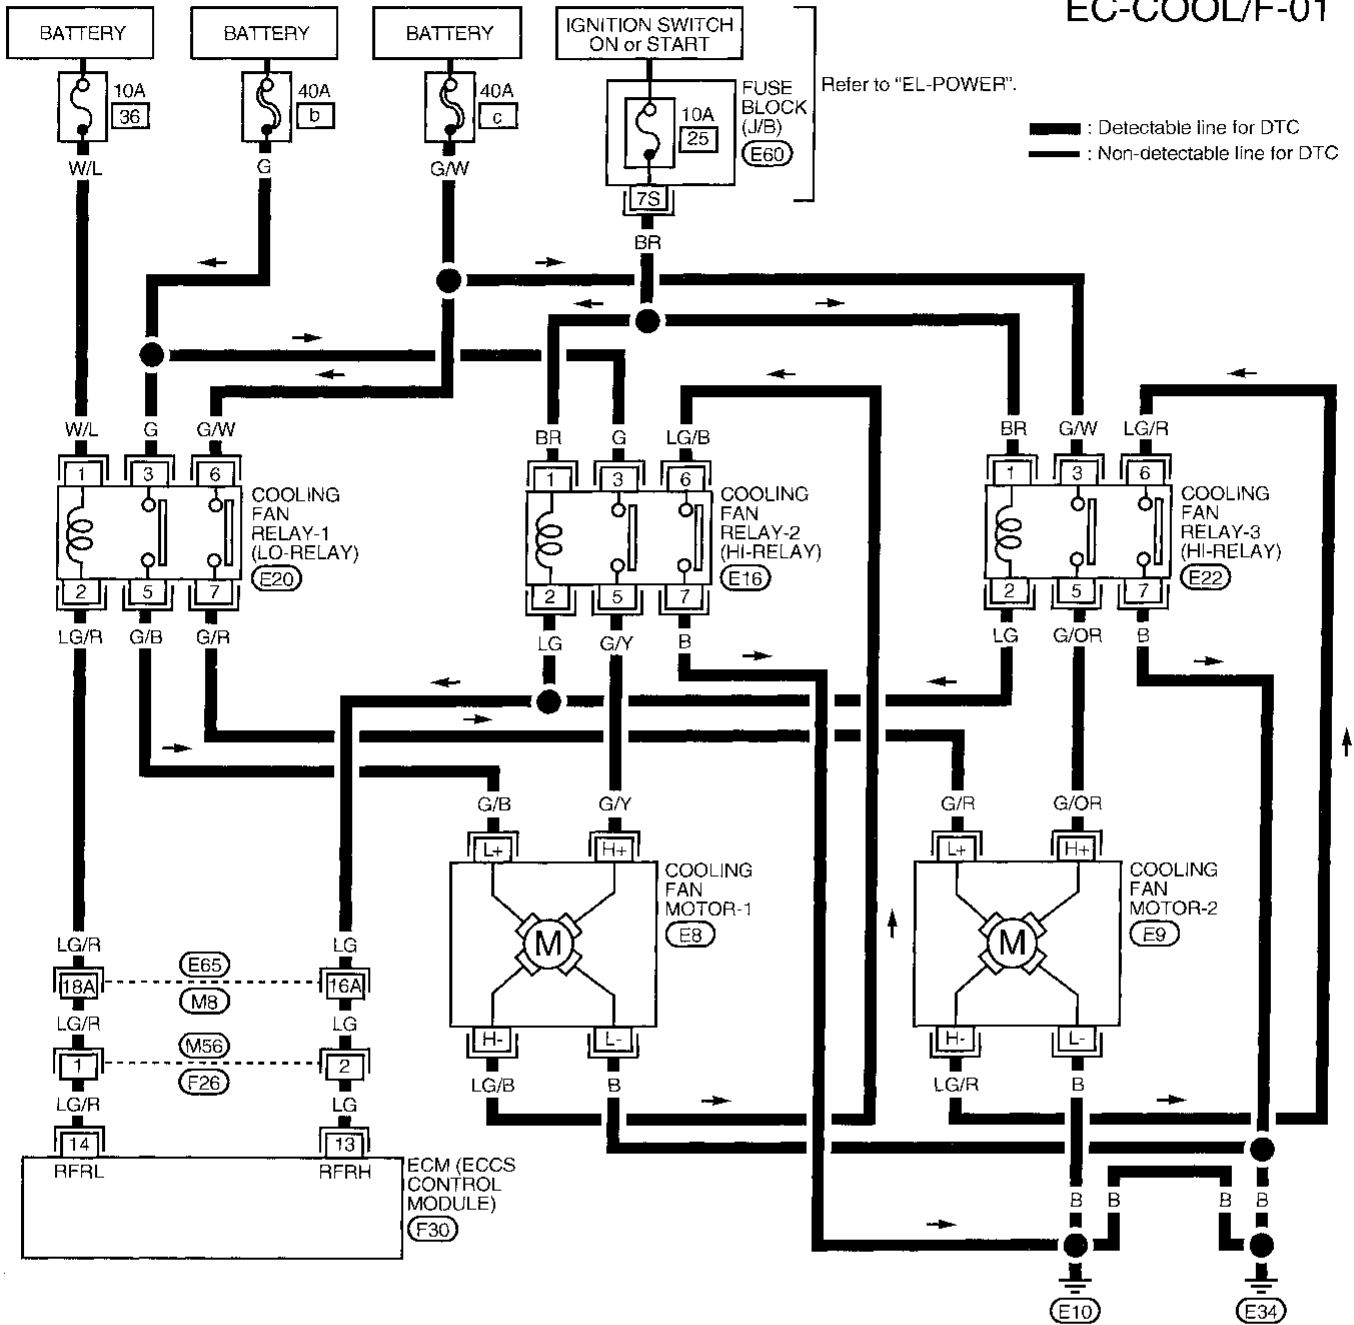 EC-COOL/F-01
BATTERY
BATTERY
BATTERY
IGNITION SWITCH
ON or START
10A
36
40A
b
40A
c
10A
25
FUSE
BLOCK
(J/B)
E60
Refer to "EL-POWER".
: Detectable line for DTC
: Non-detectable line for DTC
W/L
G
G/W
7S
BR
W/L
G
G/W
BR
G
LG/B
BR
G/W
LG/R
1
3
6
1
3
6
1
3
6
COOLING
FAN
RELAY-1
(LO-RELAY)
E20
COOLING
FAN
RELAY-2
(HI-RELAY)
E16
COOLING
FAN
RELAY-3
(HI-RELAY)
E22
2
5
7
2
5
7
2
5
7
LG/R
G/B
G/R
LG
G/Y
B
LG
G/OR
B
G/B
G/Y
G/R
G/OR
L+
H+
L+
H+
COOLING
FAN
MOTOR-1
E8
COOLING
FAN
MOTOR-2
E9
M
M
LG/R
LG
E65
18A
16A
M8
LG/R
LG
M56
1
2
F26
H-
L-
H-
L-
LG/B
B
LG/R
B
LG/R
LG
14
13
RFRL
RFRH
ECM (ECCS
CONTROL
MODULE)
F30
B
B
B
B
E10
E34